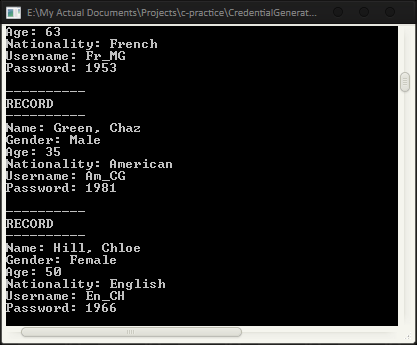 E:\My Actual Documents\Projects\c-practice\CredentialGenerat...
Age: 63
Nationality: French
Username: Fr_MG
Password: 1953
----------
RECORD
----------
Name: Green, Chaz
Gender: Male
Age: 35
Nationality: American
Username: Am_CG
Password: 1981
----------
RECORD
----------
Name: Hill, Chloe
Gender: Female
Age: 50
Nationality: English
Username: En_CH
Password: 1966